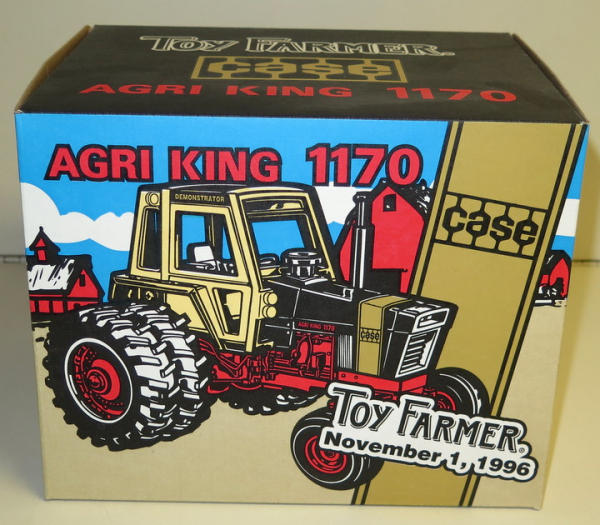 TOY FARMER®
case
AGRI KING 1170
AGRI KING 1170
DEMONSTRATOR
case
AGRI KING 1170
case
TOY FARMER®
November 1, 1996